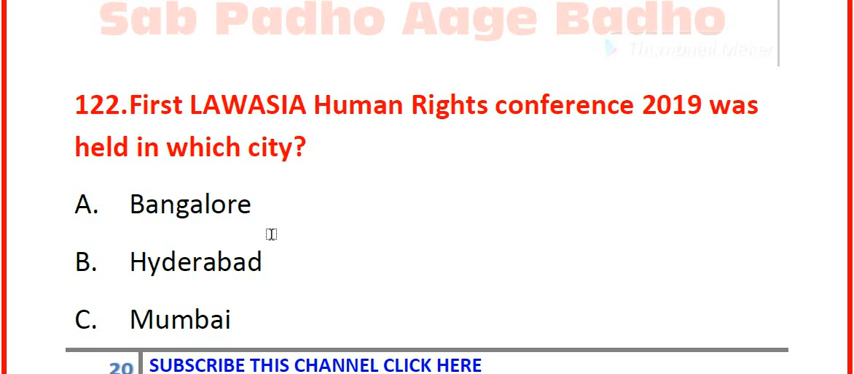 Sab Padho Aage Badho
122.First LAWASIA Human Rights conference 2019 was
held in which city?
A. Bangalore
B. Hyderabad
C. Mumbai
20 SUBSCRIBE THIS CHANNEL CLICK HERE